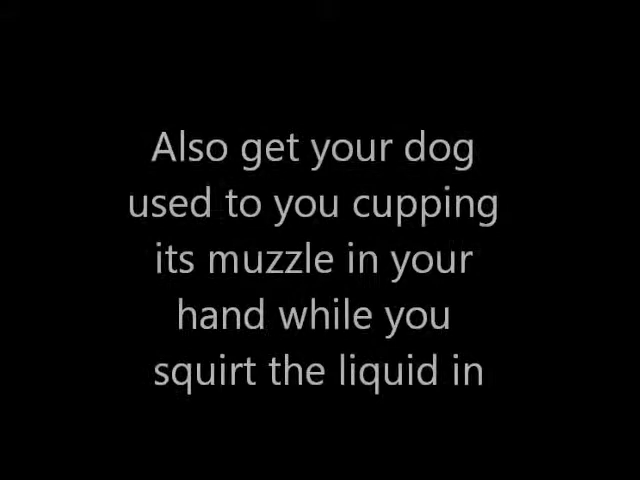 Also get your dog
used to you cupping
its muzzle in your
hand while you
squirt the liquid in